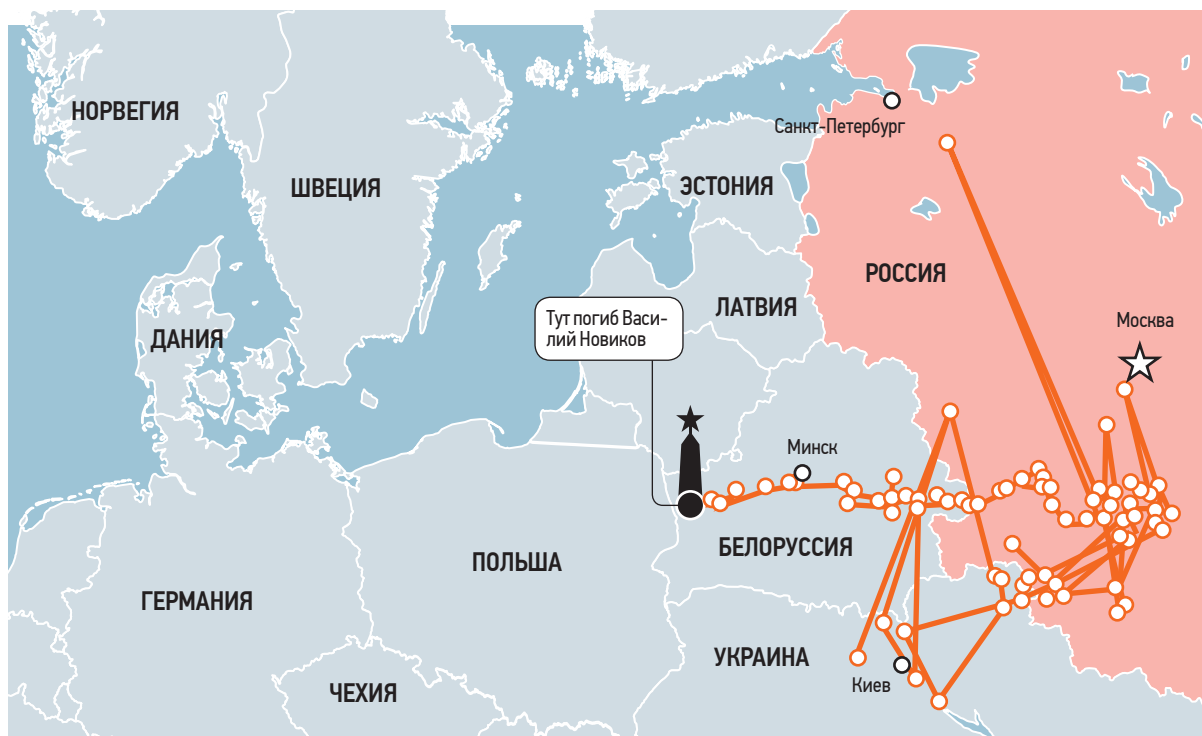 НОРВЕГИЯ
Санкт-Петербург
ШВЕЦИЯ
ЭСТОНИЯ
РОССИЯ
ЛАТВИЯ
Тут погиб Васи-
лий Новиков
Москва
ДАНИЯ
Минск
БЕЛОРУССИЯ
ПОЛЬША
ГЕРМАНИЯ
УКРАИНА
Киев
ЧЕХИЯ